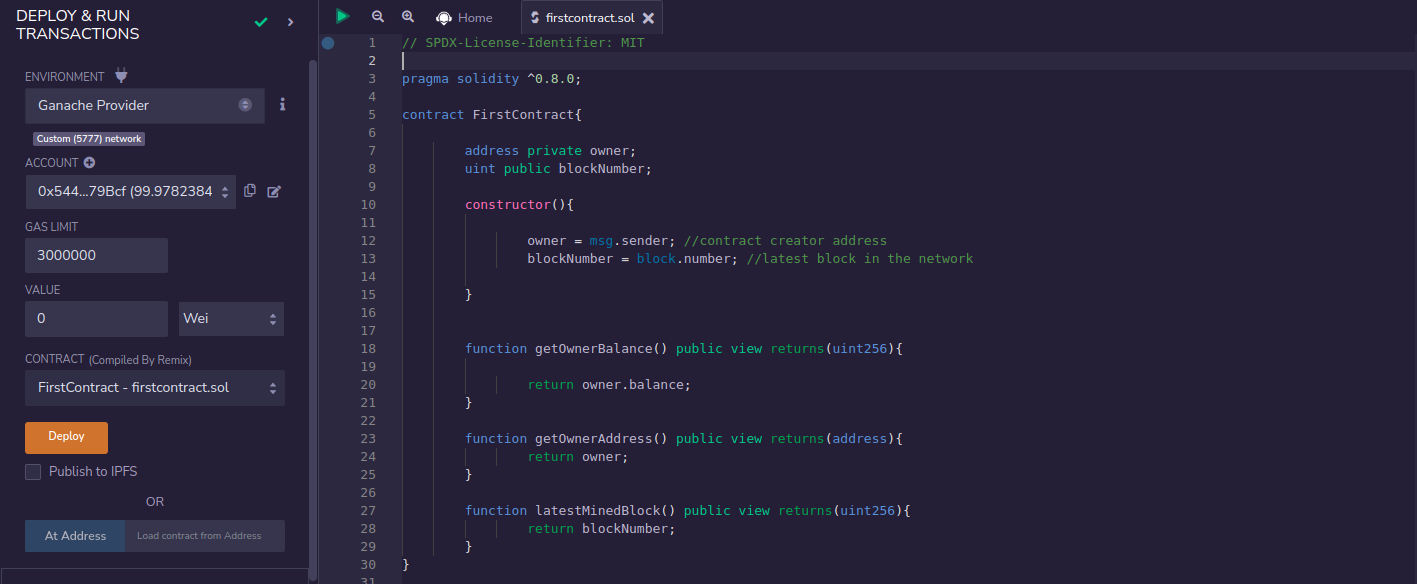 DEPLOY & RUN
TRANSACTIONS
ENVIRONMENT
Ganache Provider
Custom (5777) network
ACCOUNT
0x544...79Bcf (99.9782384
GAS LIMIT
3000000
VALUE
0
Wei
CONTRACT (Compiled By Remix)
FirstContract - firstcontract.sol
Deploy
Publish to IPFS
OR
At Address
Load contract from Address
Home
firstcontract.sol
1 // SPDX-License-Identifier: MIT
2
3 pragma solidity ^0.8.0;
4
5 contract FirstContract{
6
7 address private owner;
8 uint public blockNumber;
9
10 constructor(){
11
12 owner = msg.sender; //contract creator address
13 blockNumber = block.number; //latest block in the network
14
15 }
16
17
18 function getOwnerBalance() public view returns(uint256){
19
20 return owner.balance;
21 }
22
23 function getOwnerAddress() public view returns(address){
24 return owner;
25 }
26
27 function latestMinedBlock() public view returns(uint256){
28 return blockNumber;
29 }
30 }
31